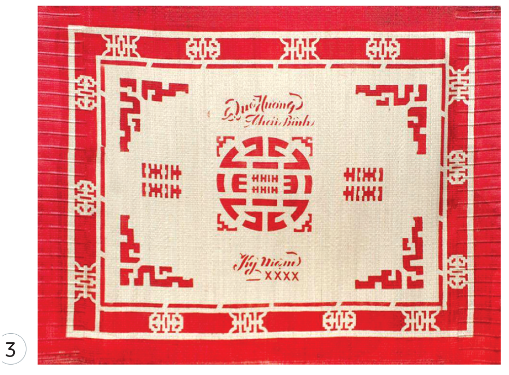 Quê Hương
Thái Bình
Kỷ Niệm
XXXX
3